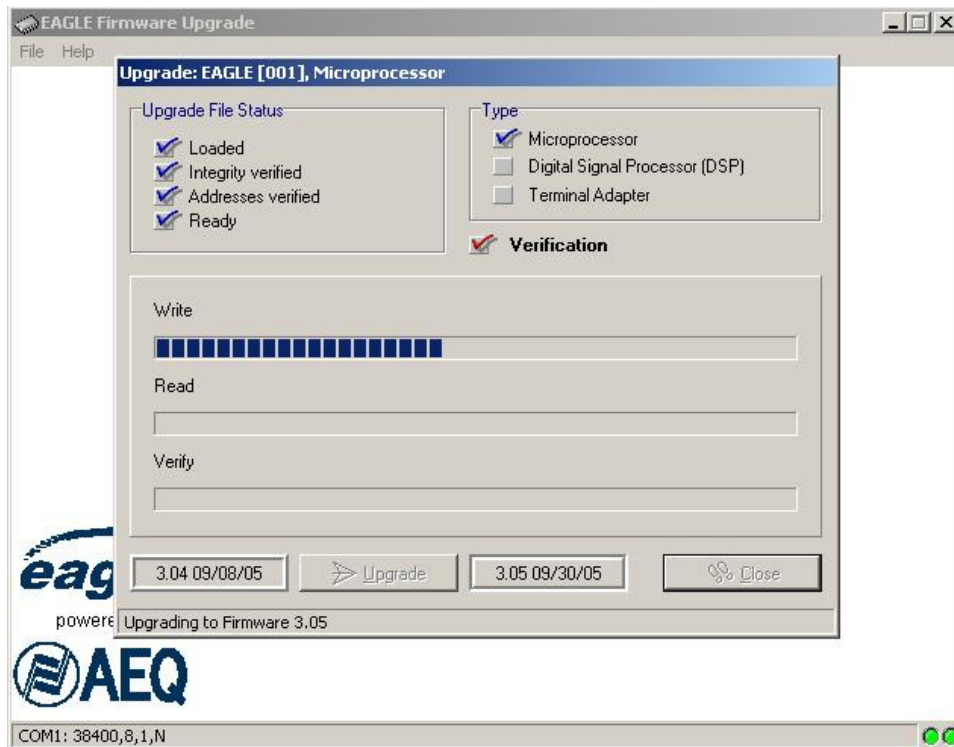 EAGLE Firmware Upgrade
File Help
Upgrade: EAGLE [001], Microprocessor
Upgrade File Status
Loaded
Integrity verified
Addresses verified
Ready
Type
Microprocessor
Digital Signal Processor (DSP)
Terminal Adapter
Verification
Write
Read
Verify
3.04 09/08/05 Upgrade 3.05 09/30/05 Close
Upgrading to Firmware 3.05
eag
powere
AEQ
COM1: 38400,8,1,N